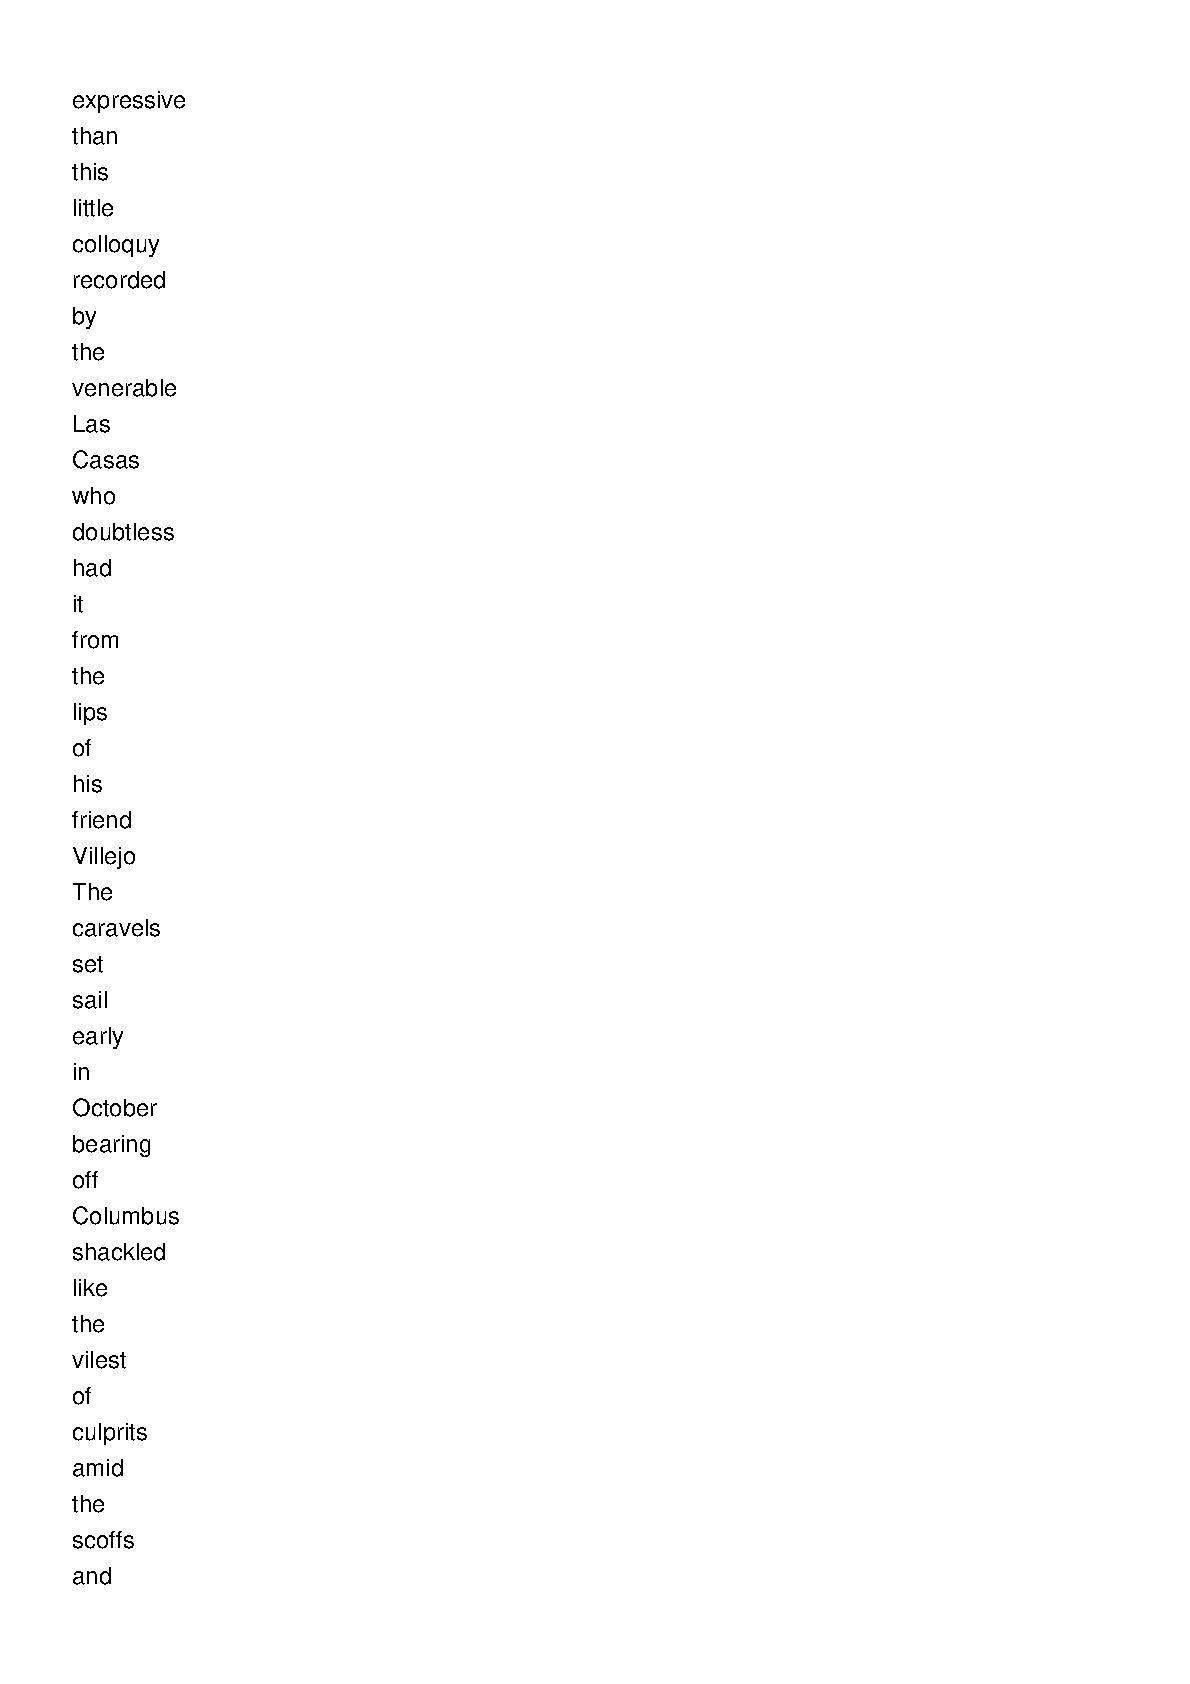 expressive
than
this
little
colloquy
recorded
by
the
venerable
Las
Casas
who
doubtless
had
it
from
the
lips
of
his
friend
Villejo
The
caravels
set
sail
early
in
October
bearing
off
Columbus
shackled
like
the
vilest
of
culprits
amid
the
scoffs
and